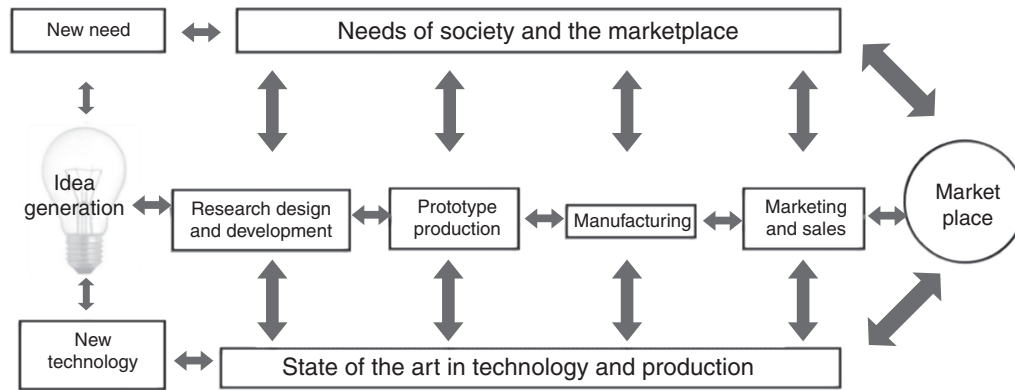 New need
Needs of society and the marketplace
Idea
generation
Research design
and development
Prototype
production
Manufacturing
Marketing
and sales
Market
place
New
technology
State of the art in technology and production